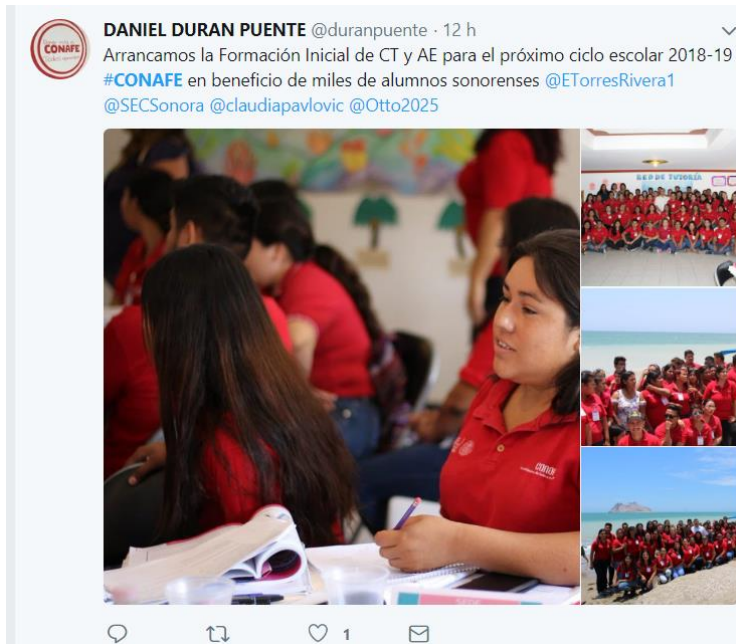 DANIEL DURAN PUENTE @duranpuente · 12 h
Arrancamos la Formación Inicial de CT y AE para el próximo ciclo escolar 2018-19
#CONAFE en beneficio de miles de alumnos sonorenses @ETorresRivera1
@SECSonora @claudiapavlovic @Otto2025
CONAFE
RED DE TUTORÍA
1